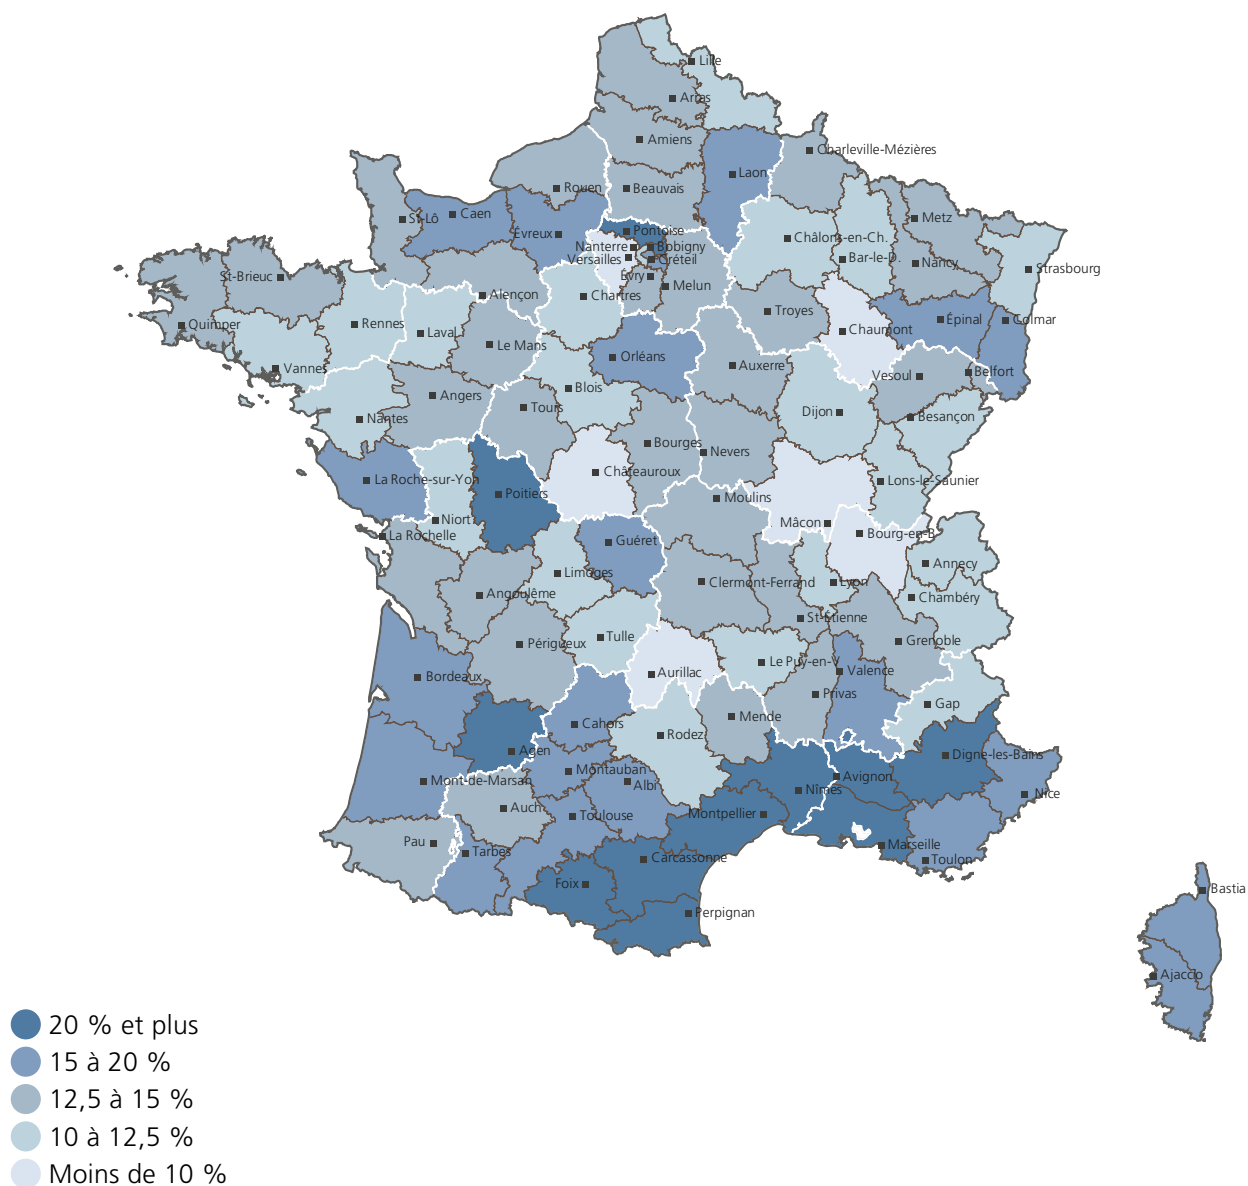 Lille
Arras
Amiens
Charleville-Mézières
Laon
Rouen
Beauvais
St-Lô
Caen
Metz
Évreux
Pontoise
Châlons-en-Ch.
Nanterre
Bobigny
Versailles
Créteil
Bar-le-D.
Nancy
Strasbourg
St-Brieuc
Évry
Melun
Alençon
Chartres
Troyes
Quimper
Rennes
Laval
Chaumont
Épinal
Colmar
Le Mans
Orléans
Vannes
Auxerre
Vesoul
Belfort
Blois
Angers
Tours
Dijon
Besançon
Nantes
Bourges
Nevers
Châteauroux
La Roche-sur-Yon
Lons-le-Saunier
Poitiers
Moulins
Niort
Mâcon
La Rochelle
Bourg-en-B.
Guéret
Annecy
Limoges
Clermont-Ferrand
Lyon
Angoulême
Chambéry
St-Étienne
Tulle
Périgueux
Grenoble
Le Puy-en-V.
Aurillac
Valence
Bordeaux
Privas
Gap
Mende
Cahors
Rodez
Agen
Digne-les-Bains
Montauban
Avignon
Mont-de-Marsan
Albi
Nîmes
Nice
Auch
Toulouse
Montpellier
Pau
Marseille
Tarbes
Carcassonne
Toulon
Foix
Bastia
Perpignan
Ajaccio
20 % et plus
15 à 20 %
12,5 à 15 %
10 à 12,5 %
Moins de 10 %